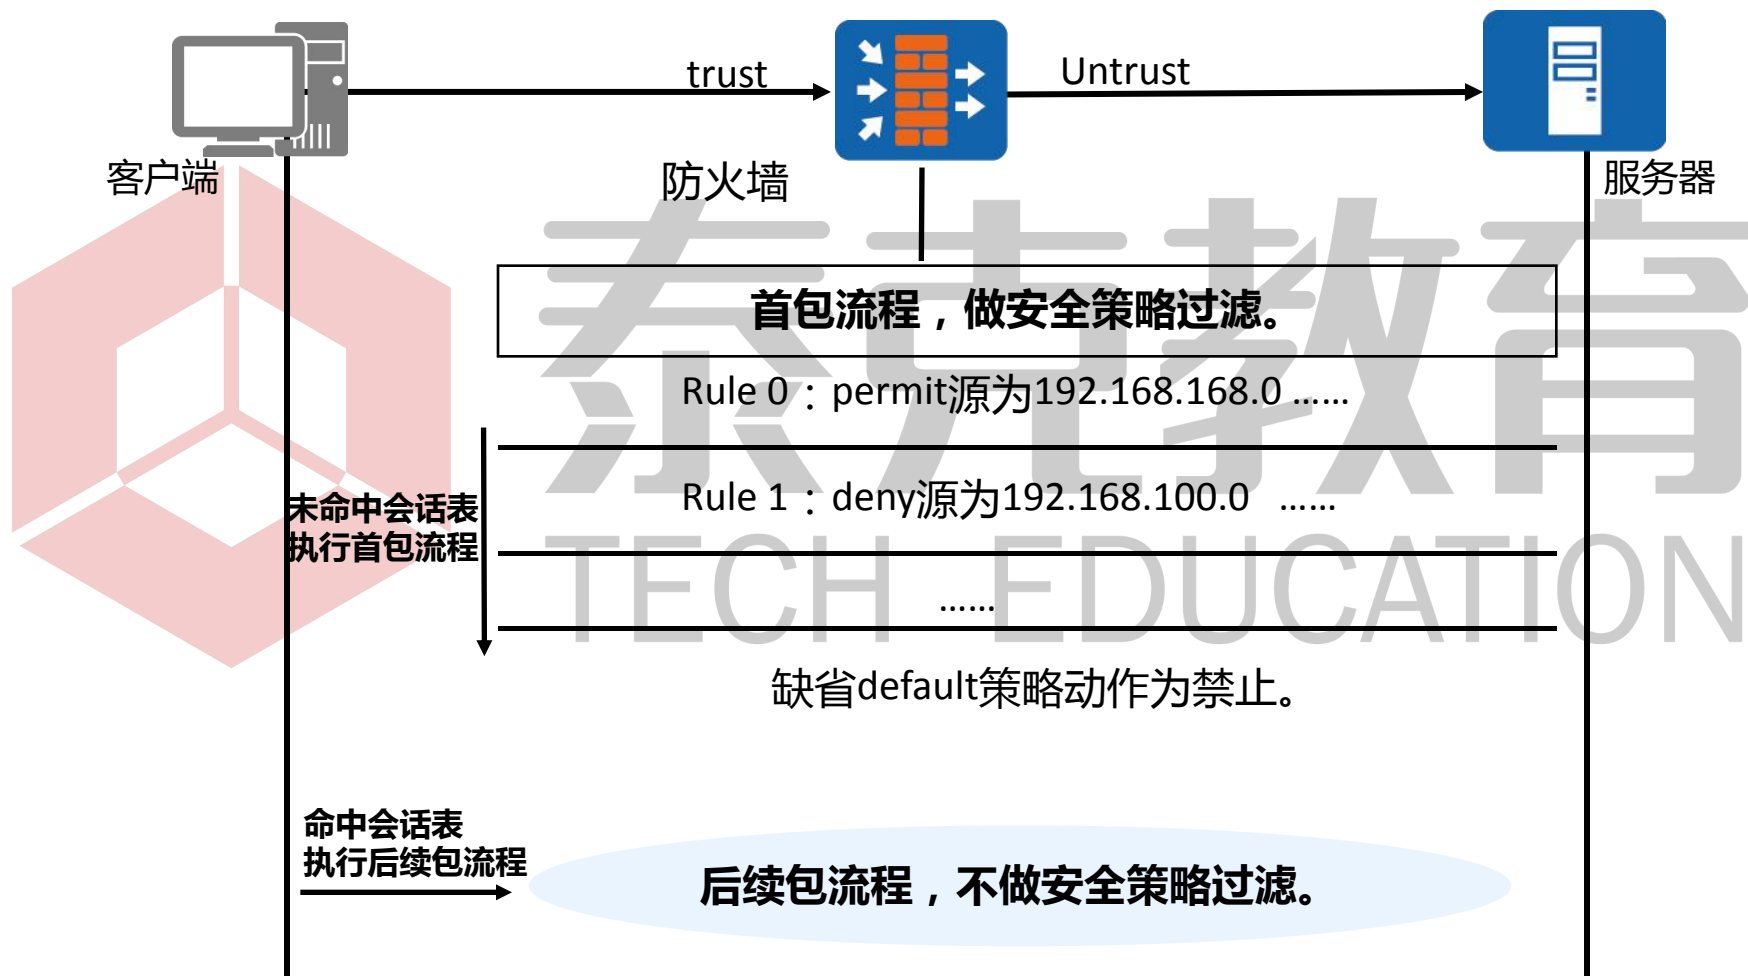 trust
Untrust
客户端
防火墙
服务器
首包流程，做安全策略过滤。
Rule 0：permit源为192.168.168.0 ......
Rule 1：deny源为192.168.100.0 ......
未命中会话表
执行首包流程
......
缺省default策略动作为禁止。
命中会话表
执行后续包流程
后续包流程，不做安全策略过滤。
泰克教育
TECH EDUCATION